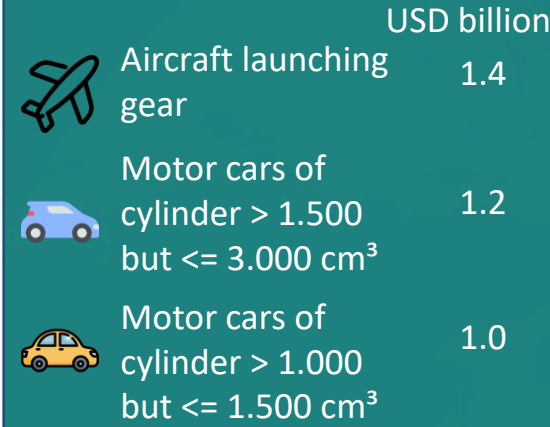 USD billion
Aircraft launching
gear
1.4
Motor cars of
cylinder > 1.500
but <= 3.000 cm³
1.2
Motor cars of
cylinder > 1.000
but <= 1.500 cm³
1.0